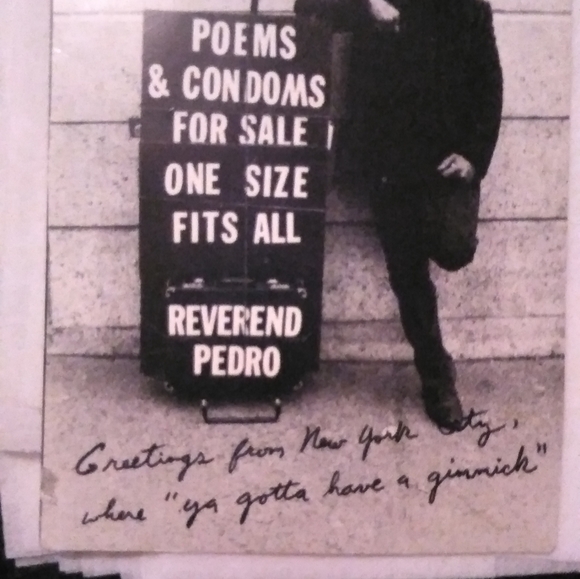 POEMS
& CONDOMS
FOR SALE
ONE SIZE
FITS ALL
REVEREND
PEDRO
Greetings from New York City,
where "ya gotta have a gimmick"